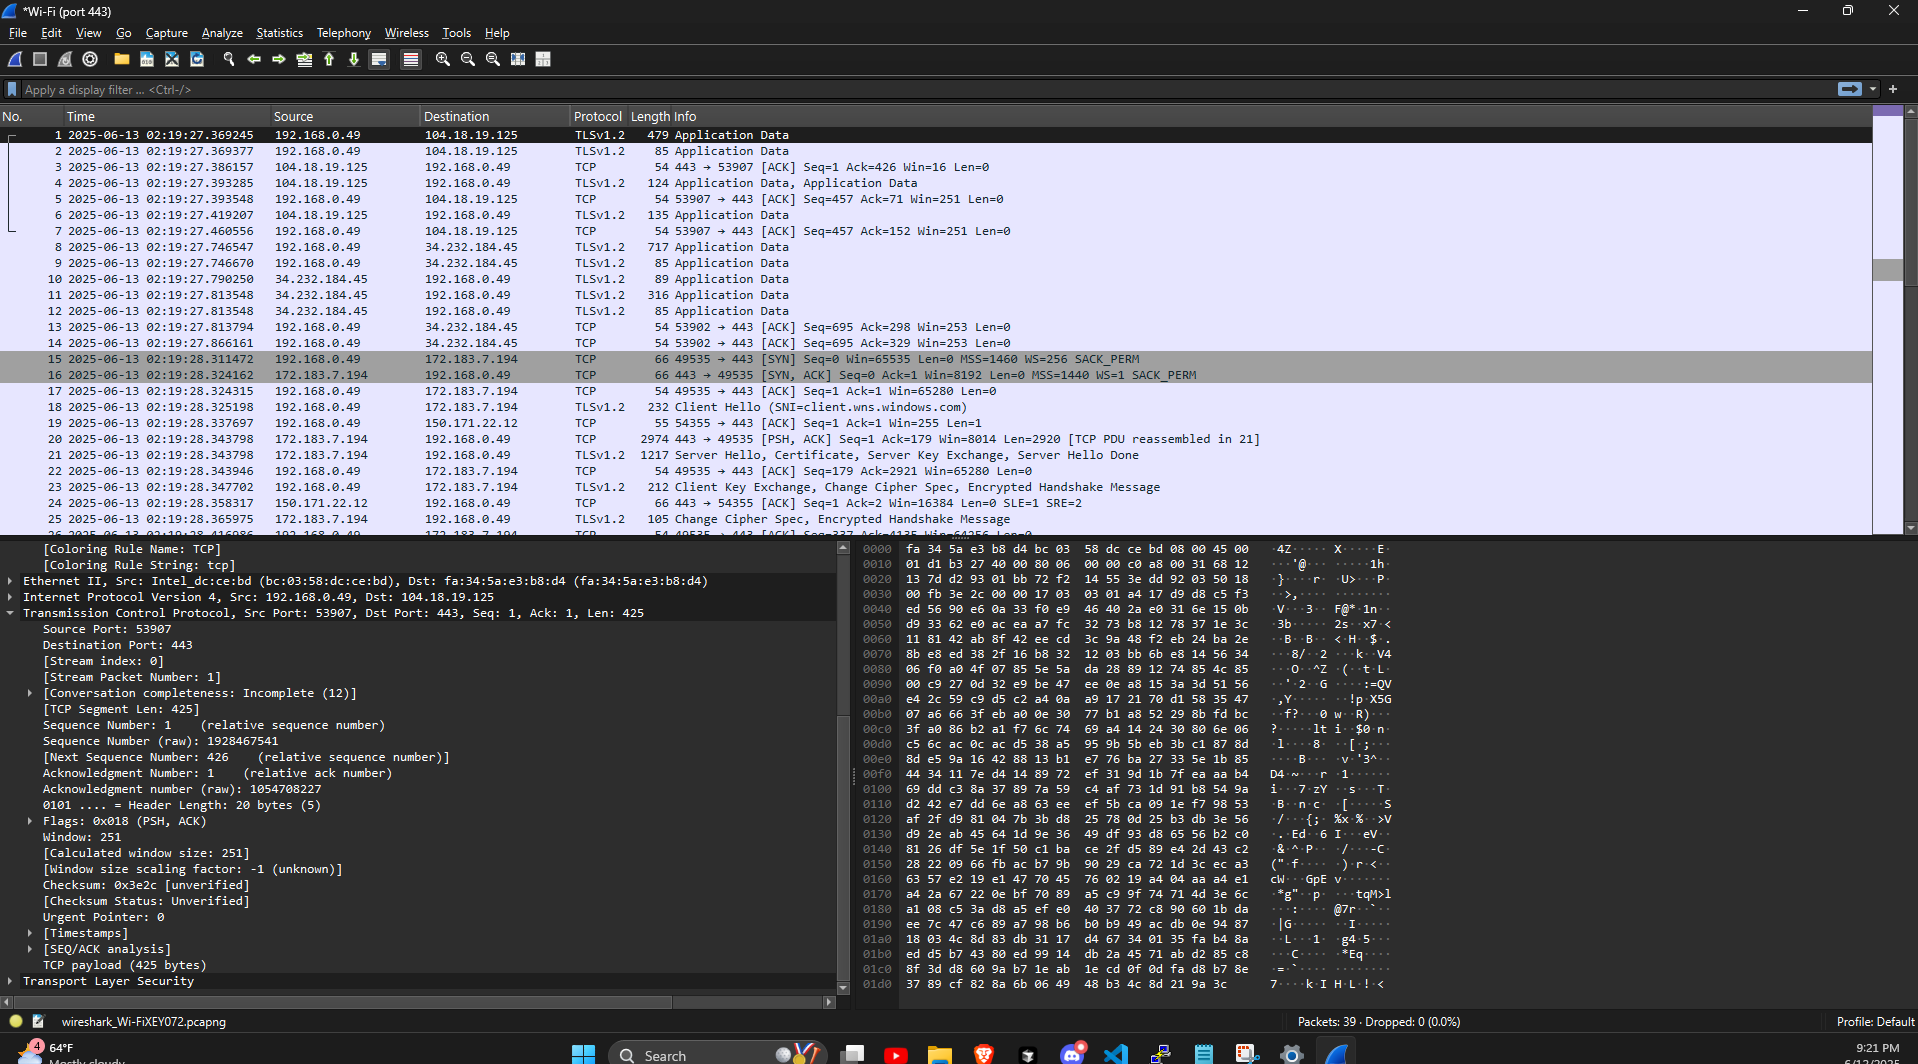 *Wi-Fi (port 443)
File Edit View Go Capture Analyze Statistics Telephony Wireless Tools Help
Apply a display filter ... <Ctrl-/>
No. Time Source Destination Protocol Length Info
1 2025-06-13 02:19:27.369245 192.168.0.49 104.18.19.125 TLSv1.2 479 Application Data
2 2025-06-13 02:19:27.369377 192.168.0.49 104.18.19.125 TLSv1.2 85 Application Data
3 2025-06-13 02:19:27.386157 104.18.19.125 192.168.0.49 TCP 54 443 → 53907 [ACK] Seq=1 Ack=426 Win=16 Len=0
4 2025-06-13 02:19:27.393285 104.18.19.125 192.168.0.49 TLSv1.2 124 Application Data, Application Data
5 2025-06-13 02:19:27.393548 192.168.0.49 104.18.19.125 TCP 54 53907 → 443 [ACK] Seq=457 Ack=71 Win=251 Len=0
6 2025-06-13 02:19:27.419207 104.18.19.125 192.168.0.49 TLSv1.2 135 Application Data
7 2025-06-13 02:19:27.460556 192.168.0.49 104.18.19.125 TCP 54 53907 → 443 [ACK] Seq=457 Ack=152 Win=251 Len=0
8 2025-06-13 02:19:27.746547 192.168.0.49 34.232.184.45 TLSv1.2 717 Application Data
9 2025-06-13 02:19:27.746670 192.168.0.49 34.232.184.45 TLSv1.2 85 Application Data
10 2025-06-13 02:19:27.790250 34.232.184.45 192.168.0.49 TLSv1.2 89 Application Data
11 2025-06-13 02:19:27.813548 34.232.184.45 192.168.0.49 TLSv1.2 316 Application Data
12 2025-06-13 02:19:27.813548 34.232.184.45 192.168.0.49 TLSv1.2 85 Application Data
13 2025-06-13 02:19:27.813794 192.168.0.49 34.232.184.45 TCP 54 53902 → 443 [ACK] Seq=695 Ack=298 Win=253 Len=0
14 2025-06-13 02:19:27.866161 192.168.0.49 34.232.184.45 TCP 54 53902 → 443 [ACK] Seq=695 Ack=329 Win=253 Len=0
15 2025-06-13 02:19:28.311472 192.168.0.49 172.183.7.194 TCP 66 49535 → 443 [SYN] Seq=0 Win=65535 Len=0 MSS=1460 WS=256 SACK_PERM
16 2025-06-13 02:19:28.324162 172.183.7.194 192.168.0.49 TCP 66 443 → 49535 [SYN, ACK] Seq=0 Ack=1 Win=8192 Len=0 MSS=1440 WS=1 SACK_PERM
17 2025-06-13 02:19:28.324315 192.168.0.49 172.183.7.194 TCP 54 49535 → 443 [ACK] Seq=1 Ack=1 Win=65280 Len=0
18 2025-06-13 02:19:28.325198 192.168.0.49 172.183.7.194 TLSv1.2 232 Client Hello (SNI=client.wns.windows.com)
19 2025-06-13 02:19:28.337697 192.168.0.49 150.171.22.12 TCP 55 54355 → 443 [ACK] Seq=1 Ack=1 Win=255 Len=1
20 2025-06-13 02:19:28.343798 172.183.7.194 192.168.0.49 TCP 2974 443 → 49535 [PSH, ACK] Seq=1 Ack=179 Win=8014 Len=2920 [TCP PDU reassembled in 21]
21 2025-06-13 02:19:28.343798 172.183.7.194 192.168.0.49 TLSv1.2 1217 Server Hello, Certificate, Server Key Exchange, Server Hello Done
22 2025-06-13 02:19:28.343946 192.168.0.49 172.183.7.194 TCP 54 49535 → 443 [ACK] Seq=179 Ack=2921 Win=65280 Len=0
23 2025-06-13 02:19:28.347702 192.168.0.49 172.183.7.194 TLSv1.2 212 Client Key Exchange, Change Cipher Spec, Encrypted Handshake Message
24 2025-06-13 02:19:28.358317 150.171.22.12 192.168.0.49 TCP 66 443 → 54355 [ACK] Seq=1 Ack=2 Win=16384 Len=0 SLE=1 SRE=2
25 2025-06-13 02:19:28.365975 172.183.7.194 192.168.0.49 TLSv1.2 105 Change Cipher Spec, Encrypted Handshake Message
[Coloring Rule Name: TCP]
[Coloring Rule String: tcp]
Ethernet II, Src: Intel_dc:ce:bd (bc:03:58:dc:ce:bd), Dst: fa:34:5a:e3:b8:d4 (fa:34:5a:e3:b8:d4)
Internet Protocol Version 4, Src: 192.168.0.49, Dst: 104.18.19.125
Transmission Control Protocol, Src Port: 53907, Dst Port: 443, Seq: 1, Ack: 1, Len: 425
Source Port: 53907
Destination Port: 443
[Stream index: 0]
[Stream Packet Number: 1]
[Conversation completeness: Incomplete (12)]
[TCP Segment Len: 425]
Sequence Number: 1 (relative sequence number)
Sequence Number (raw): 1928467541
[Next Sequence Number: 426 (relative sequence number)]
Acknowledgment Number: 1 (relative ack number)
Acknowledgment number (raw): 1054708227
0101 .... = Header Length: 20 bytes (5)
Flags: 0x018 (PSH, ACK)
Window: 251
[Calculated window size: 251]
[Window size scaling factor: -1 (unknown)]
Checksum: 0x3e2c [unverified]
[Checksum Status: Unverified]
Urgent Pointer: 0
[Timestamps]
[SEQ/ACK analysis]
TCP payload (425 bytes)
Transport Layer Security
0000 fa 34 5a e3 b8 d4 bc 03 58 dc ce bd 08 00 45 00
0010 01 d1 b3 27 40 00 80 06 00 00 c0 a8 00 31 68 12
0020 13 7d d2 93 01 bb 72 f2 14 55 3e dd 92 03 50 18
0030 00 fb 3e 2c 00 00 17 03 03 01 a4 17 d9 d8 c5 f3
0040 ed 56 90 e6 0a 33 f0 e9 46 40 2a e0 31 6e 15 0b
0050 d9 33 62 e0 ac ea a7 fc 32 73 b8 12 78 37 1e 3c
0060 11 81 42 ab 8f 42 ee cd 3c 9a 48 f2 eb 24 ba 2e
0070 8b e8 ed 38 2f 16 b8 32 12 03 bb 6b e8 14 56 34
0080 06 f0 a0 4f 07 85 5e 5a da 28 89 12 74 85 4c 85
0090 00 c9 27 0d 32 e9 be 47 ee 0e a8 15 3a 3d 51 56
00a0 e4 2c 59 c9 d5 c2 a4 0a a9 17 21 70 d1 58 35 47
00b0 07 a6 66 3f eb a0 0e 30 77 b1 a8 52 29 8b fd bc
00c0 3f a0 86 b2 a1 f7 6c 74 69 a4 14 24 30 80 6e 06
00d0 c5 6c ac 0c ac d5 38 a5 95 9b 5b eb 3b c1 87 8d
00e0 8d e5 9a 16 42 88 13 b1 e7 76 ba 27 33 5e 1b 85
00f0 44 34 11 7e d4 14 89 72 ef 31 9d 1b 7f ea aa b4
0100 69 dd c3 8a 37 89 7a 59 c4 af 73 1d 91 b8 54 9a
0110 d2 42 e7 dd 6e a8 63 ee ef 5b ca 09 1e f7 98 53
0120 af 2f d9 81 04 7b 3b d8 25 78 0d 25 b3 db 3e 56
0130 d9 2e ab 45 64 1d 9e 36 49 df 93 d8 65 56 b2 c0
0140 81 26 df 5e 1f 50 c1 ba ce 2f d5 89 e4 2d 43 c2
0150 28 22 09 66 fb ac b7 9b 90 29 ca 72 1d 3c ec a3
0160 63 57 e2 19 e1 47 70 45 76 02 19 a4 04 aa a4 e1
0170 a4 2a 67 22 0e bf 70 89 a5 c9 9f 74 71 4d 3e 6c
0180 a1 08 c5 3a d8 a5 ef e0 40 37 72 c8 90 60 1b da
0190 ee 7c 47 c6 89 a7 98 b6 b0 b9 49 ac db 0e 94 87
01a0 18 03 4c 8d 83 db 31 17 d4 67 34 01 35 fa b4 8a
01b0 ed d5 b7 43 80 ed 99 14 db 2a 45 71 ab d2 85 c8
01c0 8f 3d d8 60 9a b7 1e ab 1e cd 0f 0d fa d8 b7 8e
01d0 37 89 cf 82 8a 6b 06 49 48 b3 4c 8d 21 9a 3c
wireshark_Wi-FiXEY072.pcapng
Packets: 39 · Dropped: 0 (0.0%)
Profile: Default
4
64°F
Mostly cloudy
Search
9:21 PM